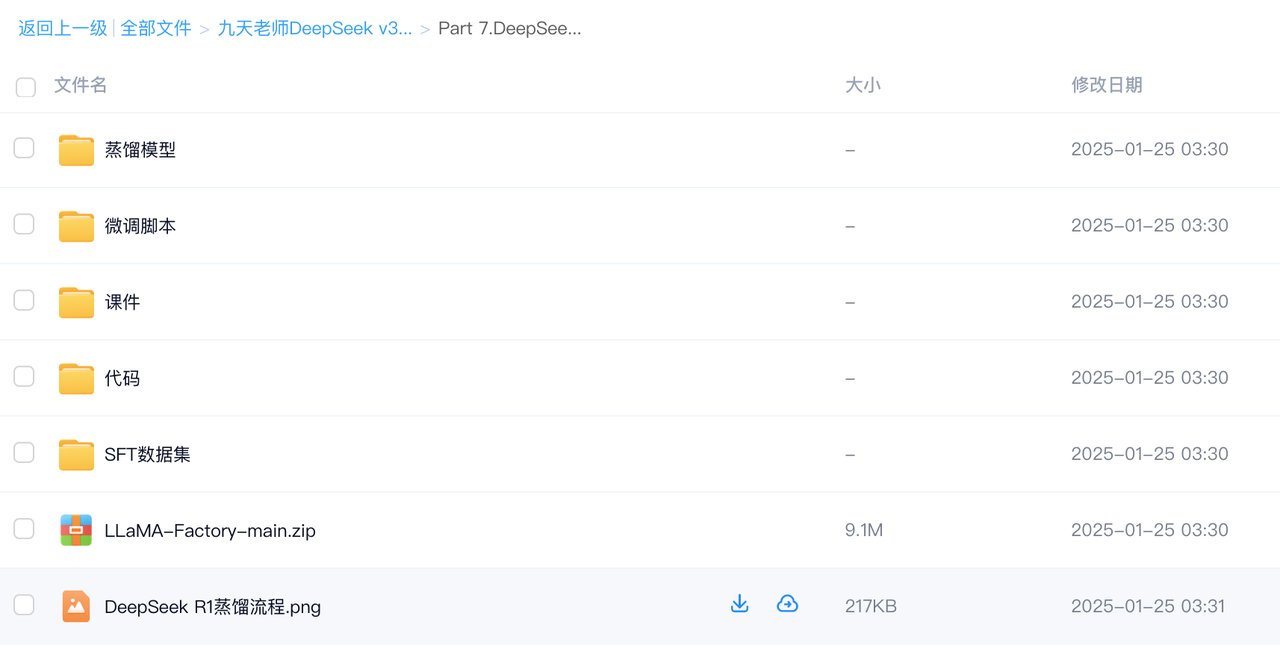 返回上一级 | 全部文件 > 九天老师DeepSeek v3... > Part 7.DeepSee...
文件名 大小 修改日期
蒸馏模型 – 2025-01-25 03:30
微调脚本 – 2025-01-25 03:30
课件 – 2025-01-25 03:30
代码 – 2025-01-25 03:30
SFT数据集 – 2025-01-25 03:30
LLaMA-Factory-main.zip 9.1M 2025-01-25 03:30
DeepSeek R1蒸馏流程.png 217KB 2025-01-25 03:31